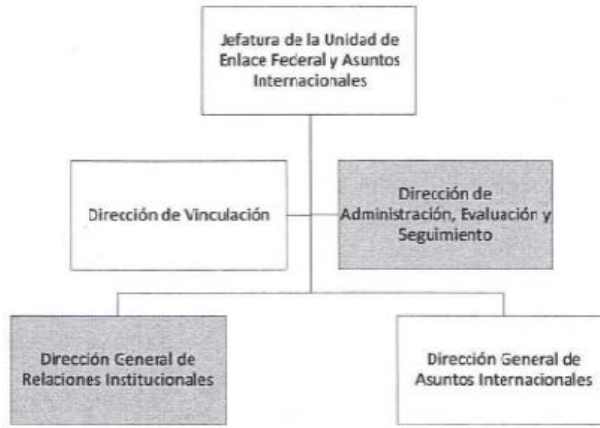 Jefatura de la Unidad de
Enlace Federal y Asuntos
Internacionales
Dirección de Vinculación
Dirección de
Administración, Evaluación y
Seguimiento
Dirección General de
Relaciones Institucionales
Dirección General de
Asuntos Internacionales